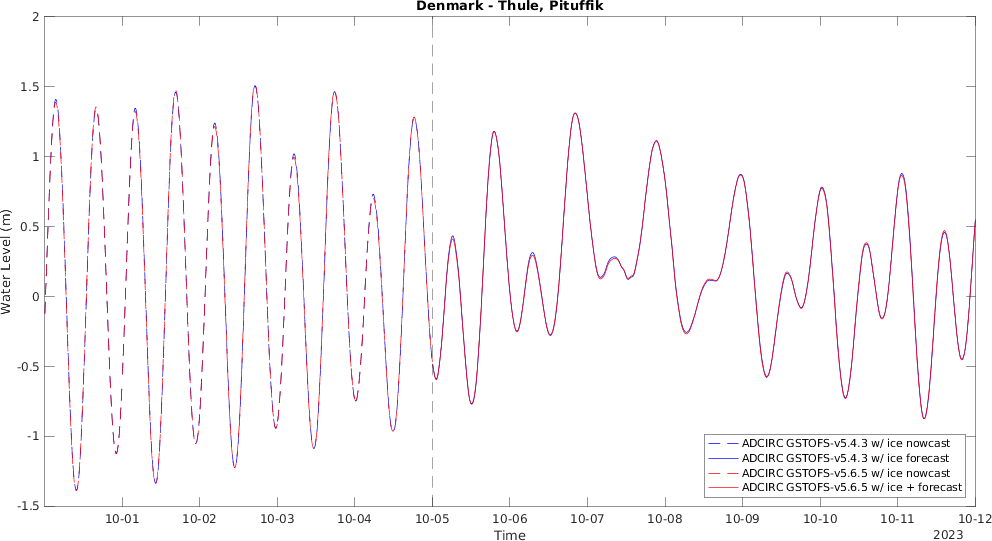 Denmark - Thule, Pituffik
2
1.5
1
0.5
0
-0.5
-1
-1.5
Water Level (m)
ADCIRC GSTOFS-v5.4.3 w/ ice nowcast
ADCIRC GSTOFS-v5.4.3 w/ ice forecast
ADCIRC GSTOFS-v5.6.5 w/ ice nowcast
ADCIRC GSTOFS-v5.6.5 w/ ice + forecast
10-01 10-02 10-03 10-04 10-05 10-06 10-07 10-08 10-09 10-10 10-11 10-12
Time
2023